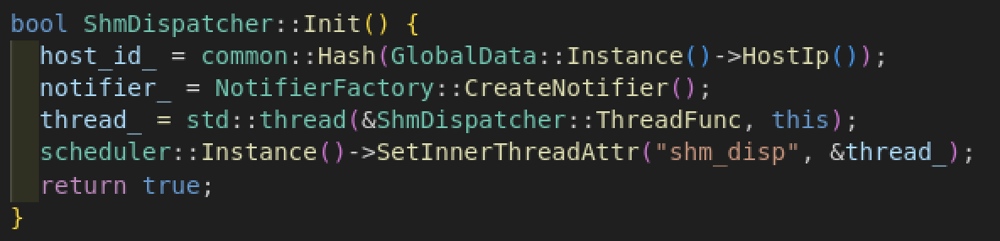 bool ShmDispatcher::Init() {
  host_id_ = common::Hash(GlobalData::Instance()->HostIp());
  notifier_ = NotifierFactory::CreateNotifier();
  thread_ = std::thread(&ShmDispatcher::ThreadFunc, this);
  scheduler::Instance()->SetInnerThreadAttr("shm_disp", &thread_);
  return true;
}